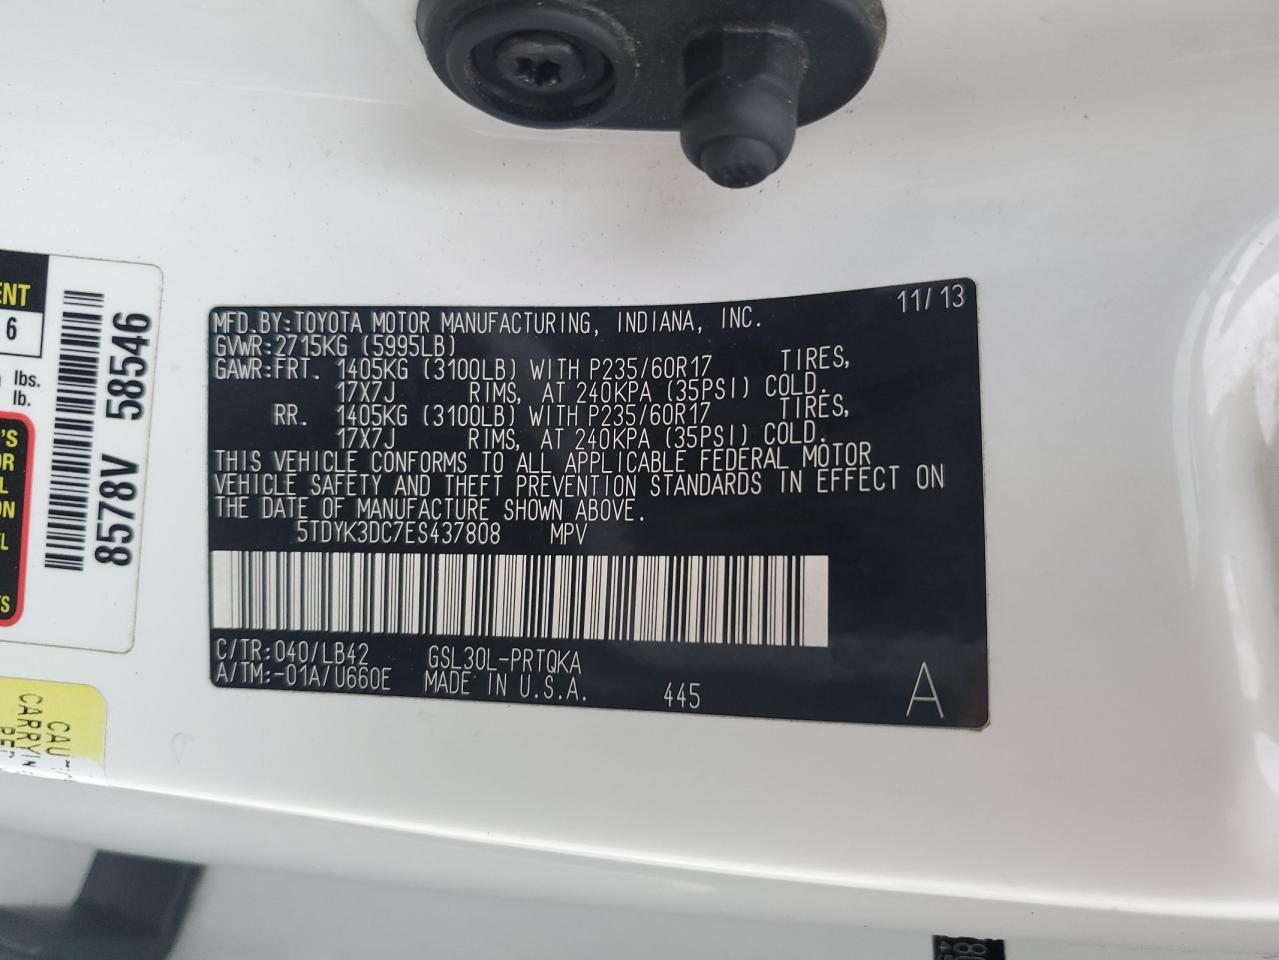 11/13
MFD.BY:TOYOTA MOTOR MANUFACTURING, INDIANA, INC.
GVWR:2715KG (5995LB)
GAWR:FRT. 1405KG (3100LB) WITH P235/60R17 TIRES,
17X7J RIMS, AT 240KPA (35PSI) COLD.
RR. 1405KG (3100LB) WITH P235/60R17 TIRES,
17X7J RIMS, AT 240KPA (35PSI) COLD.
THIS VEHICLE CONFORMS TO ALL APPLICABLE FEDERAL MOTOR
VEHICLE SAFETY AND THEFT PREVENTION STANDARDS IN EFFECT ON
THE DATE OF MANUFACTURE SHOWN ABOVE.
5TDYK3DC7ES437808 MPV
C/TR:040/LB42 GSL30L-PRTQKA
A/TM:-01A/U660E MADE IN U.S.A. 445
A
8578V 58546
6
lbs.
lb.